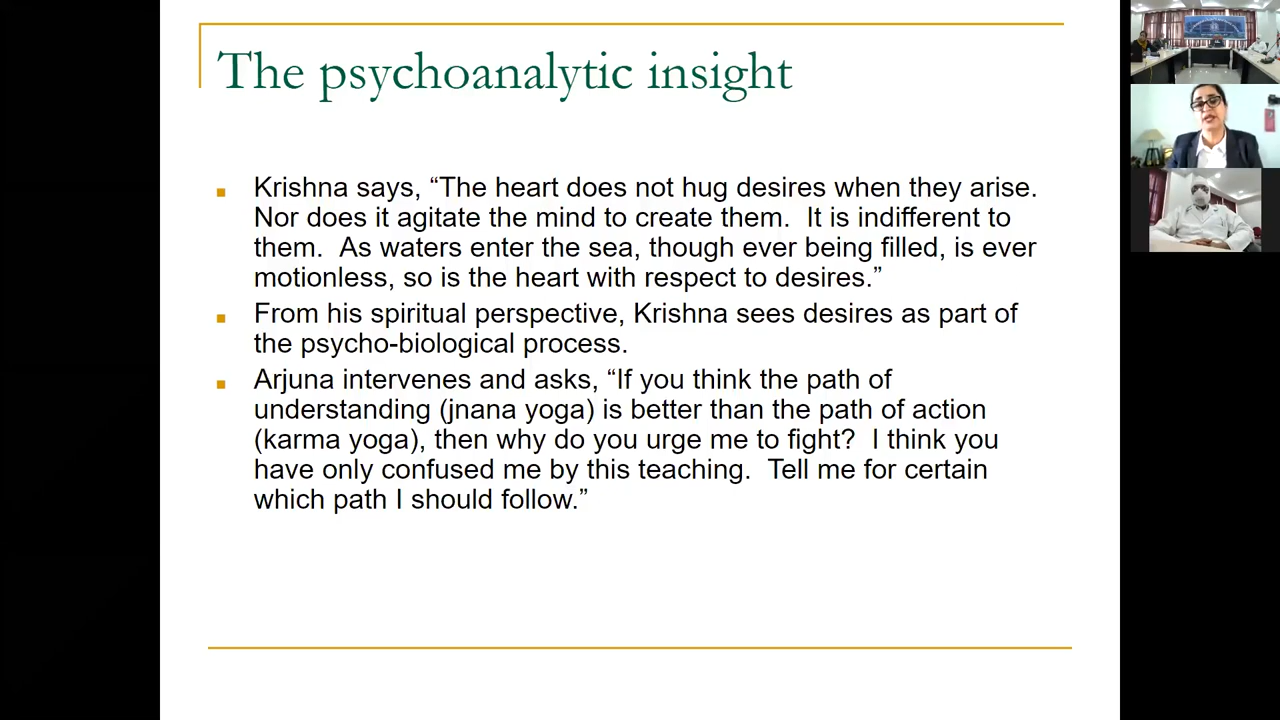 The psychoanalytic insight
Krishna says, “The heart does not hug desires when they arise.
Nor does it agitate the mind to create them.  It is indifferent to
them.  As waters enter the sea, though ever being filled, is ever
motionless, so is the heart with respect to desires.”
From his spiritual perspective, Krishna sees desires as part of
the psycho-biological process.
Arjuna intervenes and asks, “If you think the path of
understanding (jnana yoga) is better than the path of action
(karma yoga), then why do you urge me to fight?  I think you
have only confused me by this teaching.  Tell me for certain
which path I should follow.”